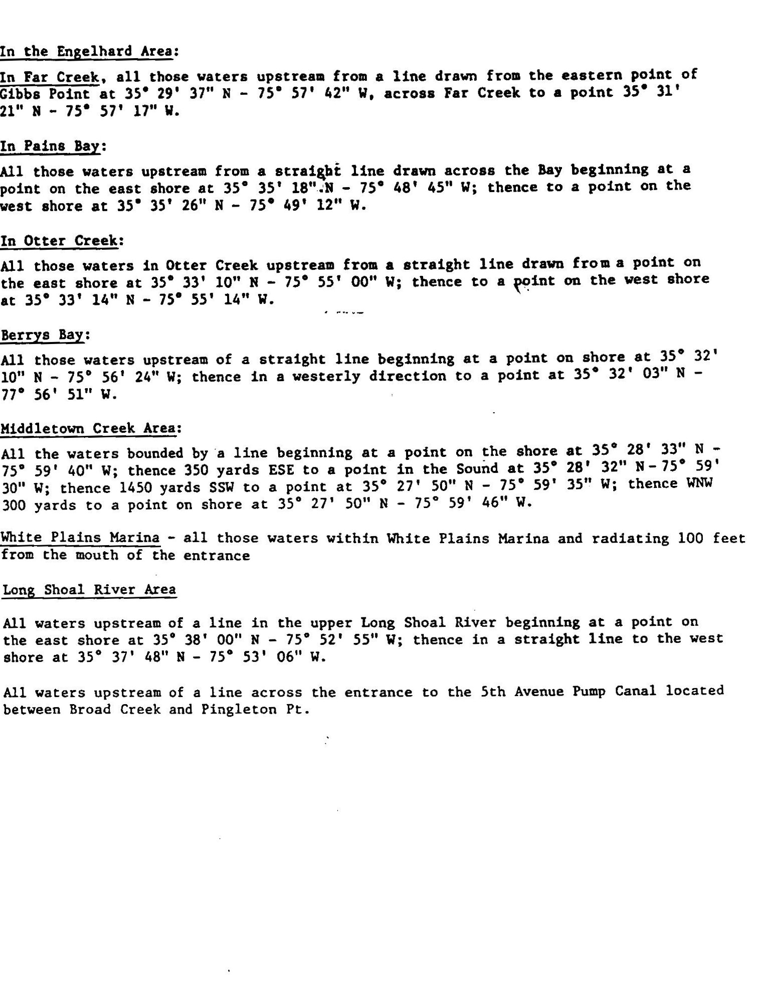 In the Engelhard Area:
In Far Creek, all those waters upstream from a line drawn from the eastern point of
Gibbs Point at 35° 29' 37" N - 75° 57' 42" W, across Far Creek to a point 35° 31'
21" N - 75° 57' 17" W.
In Pains Bay:
All those waters upstream from a straight line drawn across the Bay beginning at a
point on the east shore at 35° 35' 18" N - 75° 48' 45" W; thence to a point on the
west shore at 35° 35' 26" N - 75° 49' 12" W.
In Otter Creek:
All those waters in Otter Creek upstream from a straight line drawn from a point on
the east shore at 35° 33' 10" N - 75° 55' 00" W; thence to a point on the west shore
at 35° 33' 14" N - 75° 55' 14" W.
Berrys Bay:
All those waters upstream of a straight line beginning at a point on shore at 35° 32'
10" N - 75° 56' 24" W; thence in a westerly direction to a point at 35° 32' 03" N -
77° 56' 51" W.
Middletown Creek Area:
All the waters bounded by a line beginning at a point on the shore at 35° 28' 33" N -
75° 59' 40" W; thence 350 yards ESE to a point in the Sound at 35° 28' 32" N - 75° 59'
30" W; thence 1450 yards SSW to a point at 35° 27' 50" N - 75° 59' 35" W; thence WNW
300 yards to a point on shore at 35° 27' 50" N - 75° 59' 46" W.
White Plains Marina - all those waters within White Plains Marina and radiating 100 feet
from the mouth of the entrance
Long Shoal River Area
All waters upstream of a line in the upper Long Shoal River beginning at a point on
the east shore at 35° 38' 00" N - 75° 52' 55" W; thence in a straight line to the west
shore at 35° 37' 48" N - 75° 53' 06" W.
All waters upstream of a line across the entrance to the 5th Avenue Pump Canal located
between Broad Creek and Pingleton Pt.